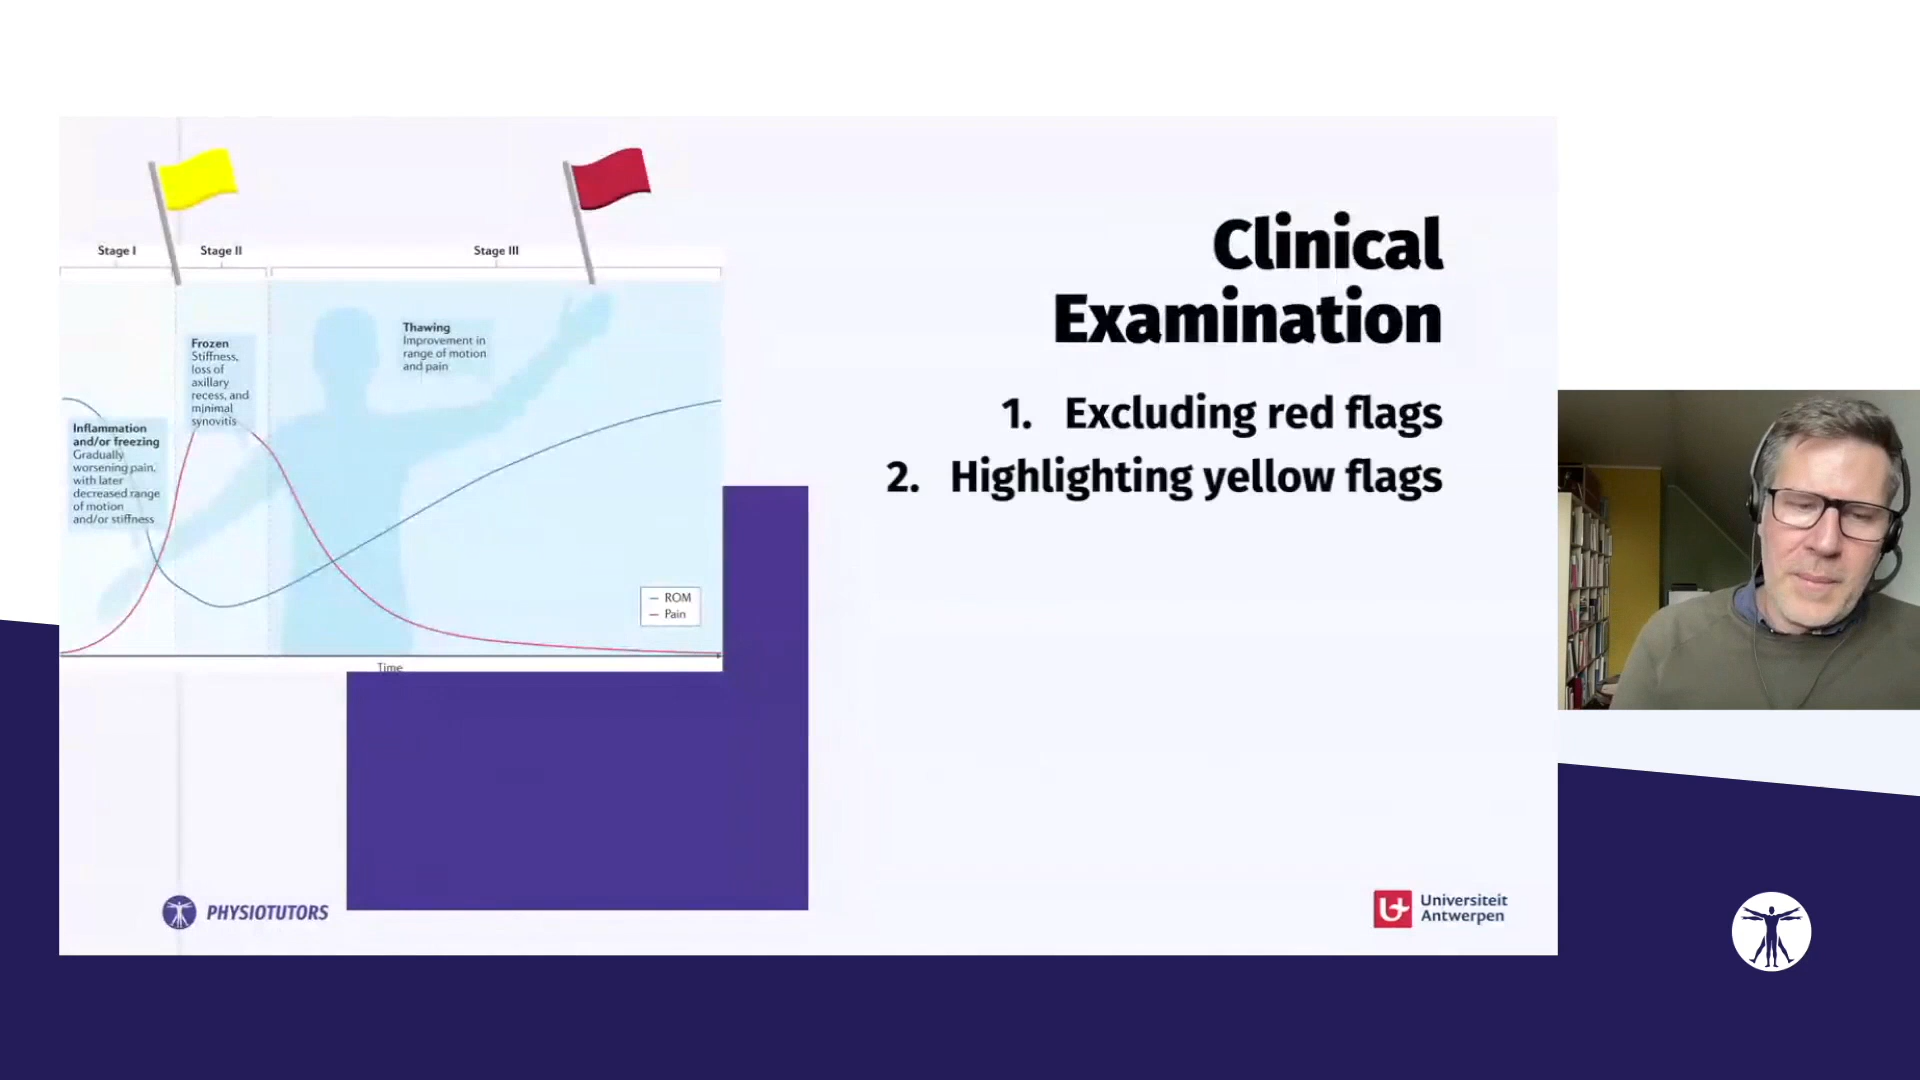 Clinical
Examination
1. Excluding red flags
2. Highlighting yellow flags
Stage I
Stage II
Stage III
Inflammation
and/or freezing
Gradually
worsening pain,
with later
decreased range
of motion
and/or stiffness
Frozen
Stiffness,
loss of
axillary
recess, and
minimal
synovitis
Thawing
Improvement in
range of motion
and pain
— ROM
— Pain
Time
PHYSIOTUTORS
Universiteit
Antwerpen